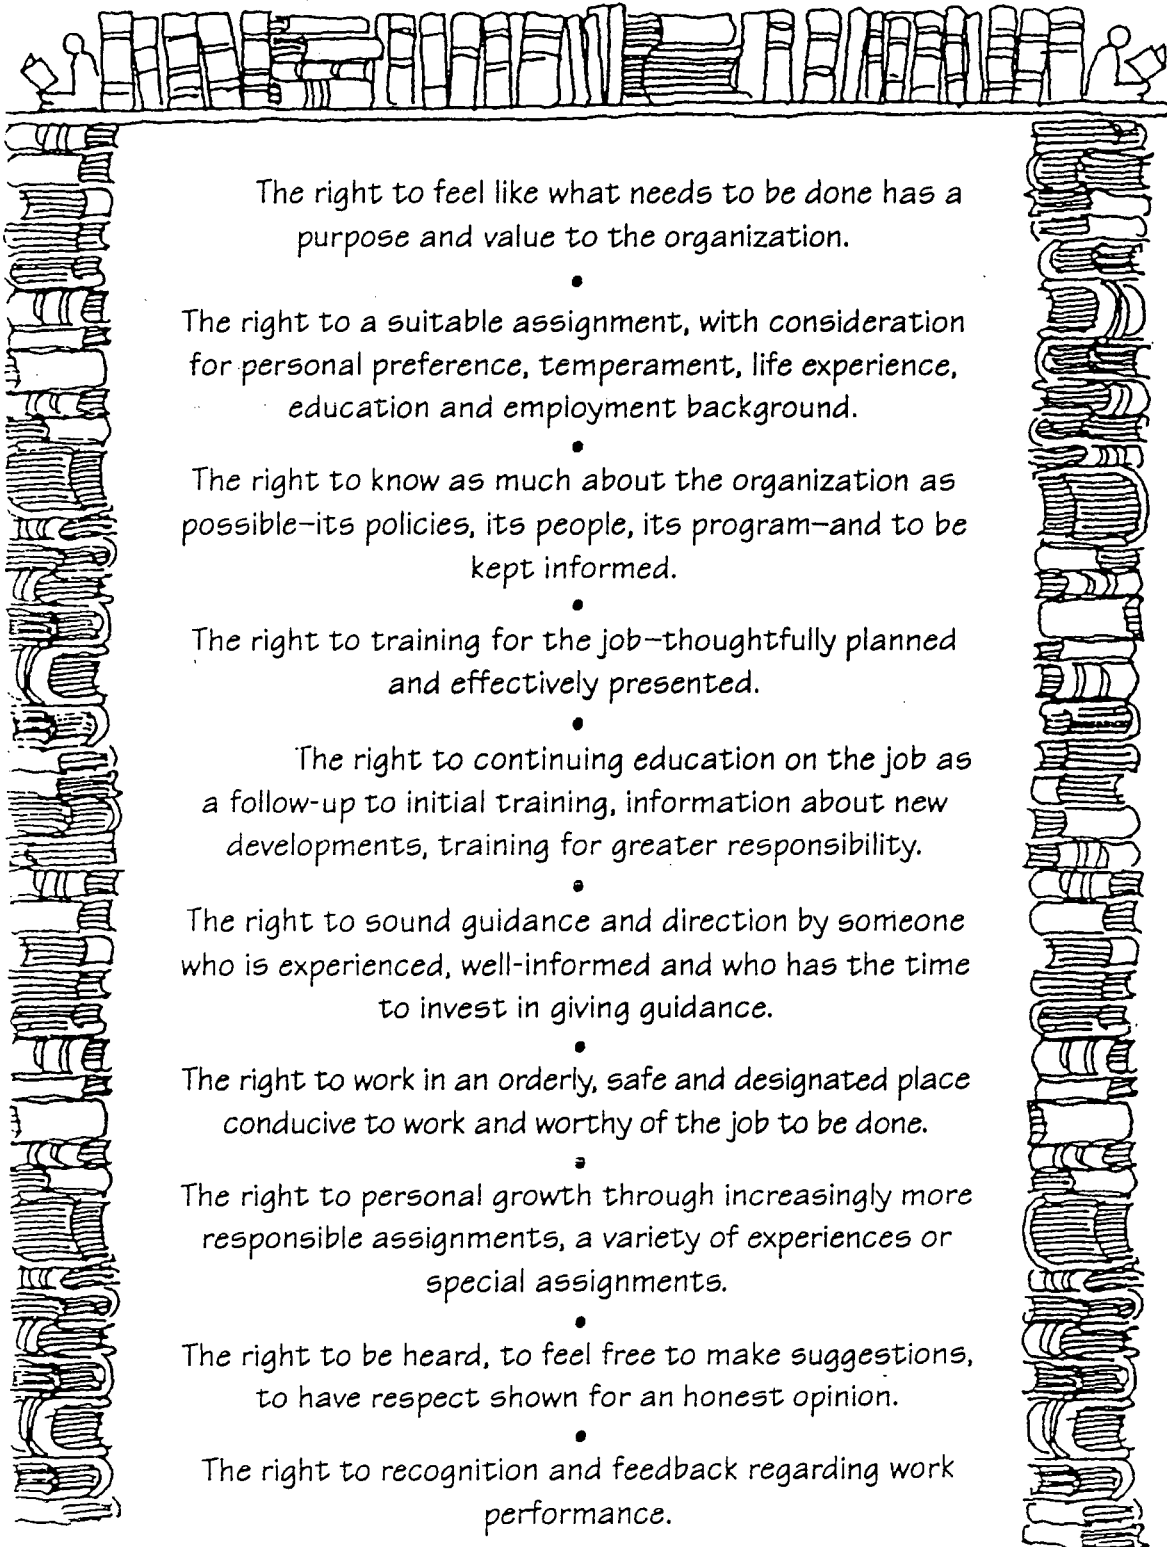 The right to feel like what needs to be done has a
purpose and value to the organization.
•
The right to a suitable assignment, with consideration
for personal preference, temperament, life experience,
education and employment background.
•
The right to know as much about the organization as
possible—its policies, its people, its program—and to be
kept informed.
•
The right to training for the job—thoughtfully planned
and effectively presented.
•
The right to continuing education on the job as
a follow-up to initial training, information about new
developments, training for greater responsibility.
•
The right to sound guidance and direction by someone
who is experienced, well-informed and who has the time
to invest in giving guidance.
•
The right to work in an orderly, safe and designated place
conducive to work and worthy of the job to be done.
•
The right to personal growth through increasingly more
responsible assignments, a variety of experiences or
special assignments.
•
The right to be heard, to feel free to make suggestions,
to have respect shown for an honest opinion.
•
The right to recognition and feedback regarding work
performance.